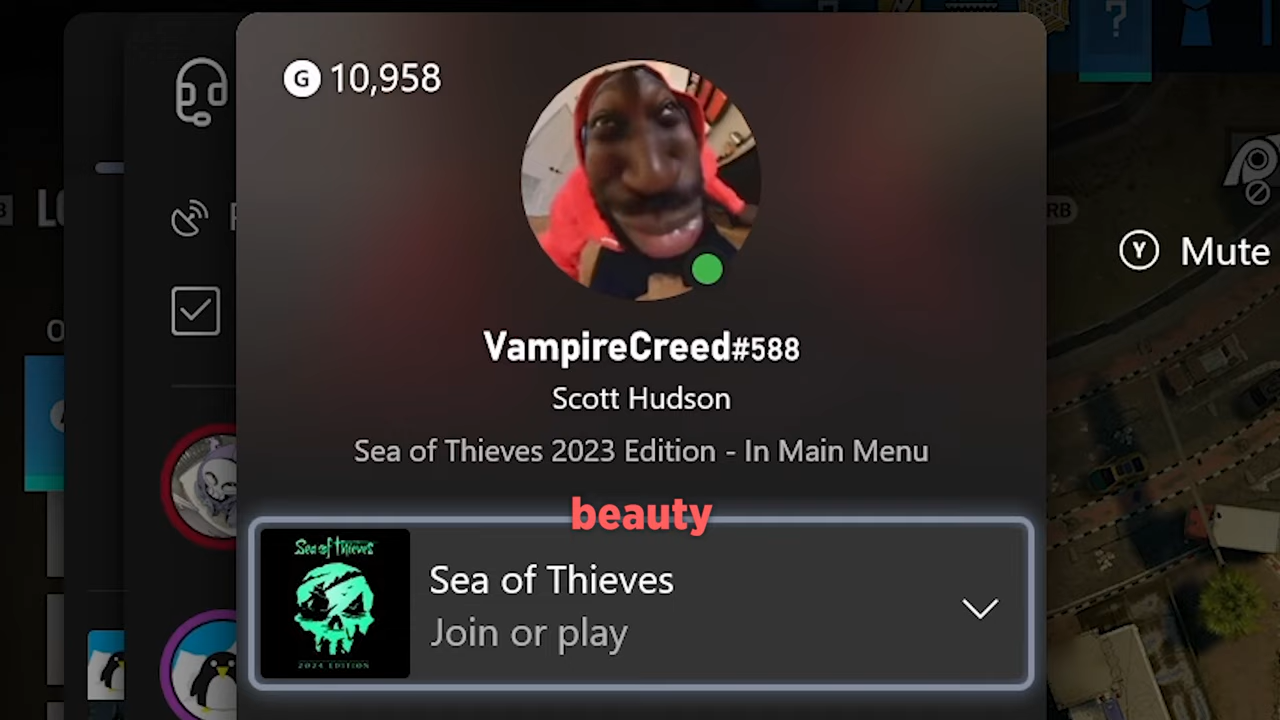 G 10,958
VampireCreed#588
Scott Hudson
Sea of Thieves 2023 Edition - In Main Menu
beauty
Sea of Thieves
2024 EDITION
Sea of Thieves
Join or play
Y Mute
RB
?